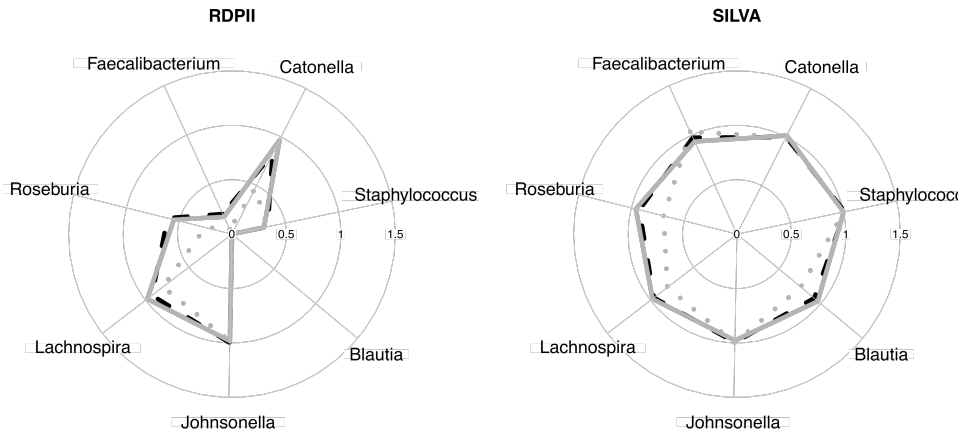 RDPII
Faecalibacterium
Catonella
Roseburia
Staphylococcus
0
0.5
1
1.5
Lachnospira
Blautia
Johnsonella
SILVA
Faecalibacterium
Catonella
Roseburia
Staphylococc
0
0.5
1
1.5
Lachnospira
Blautia
Johnsonella